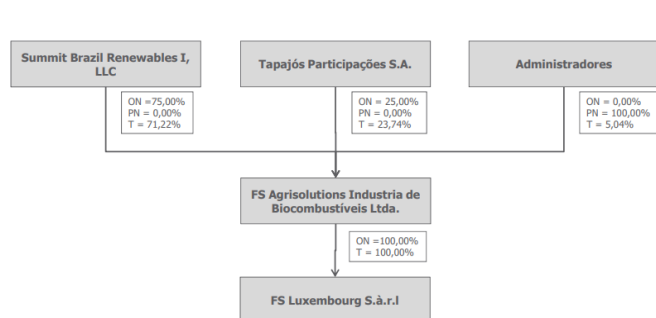 Summit Brazil Renewables I,
LLC
Tapajós Participações S.A.
Administradores
ON =75,00%
PN = 0,00%
T = 71,22%
ON = 25,00%
PN = 0,00%
T = 23,74%
ON = 0,00%
PN = 100,00%
T = 5,04%
FS Agrisolutions Industria de
Biocombustíveis Ltda.
ON =100,00%
T = 100,00%
FS Luxembourg S.à.r.l